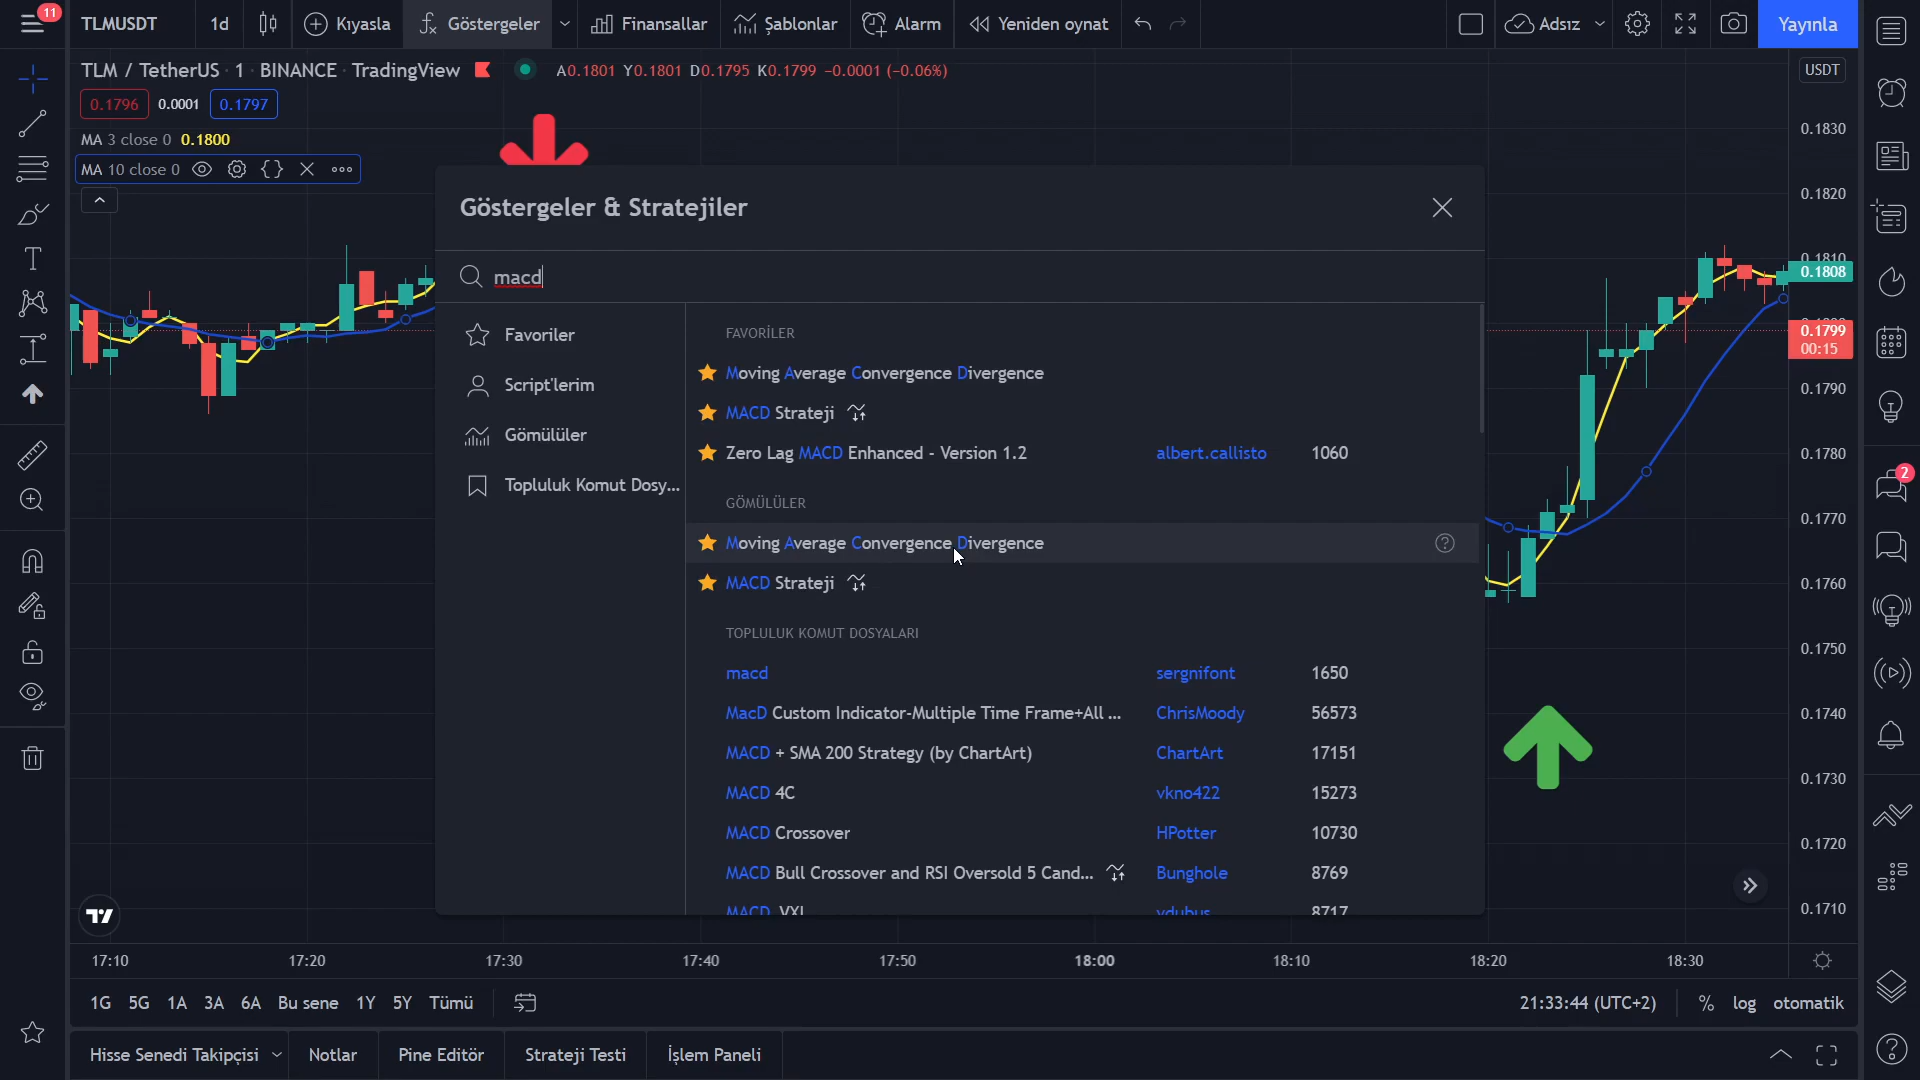 11
TLMUSDT 1d Kıyasla Göstergeler Finansallar Şablonlar Alarm Yeniden oynat Adsız Yayınla
TLM / TetherUS · 1 · BINANCE · TradingView A0.1801 Y0.1801 D0.1795 K0.1799 −0.0001 (−0.06%)
USDT
0.1796 0.0001 0.1797
MA 3 close 0 0.1800
MA 10 close 0
Göstergeler & Stratejiler
macd
Favoriler
Script'lerim
Gömülüler
Topluluk Komut Dosy...
FAVORİLER
Moving Average Convergence Divergence
MACD Strateji
Zero Lag MACD Enhanced - Version 1.2 albert.callisto 1060
GÖMÜLÜLER
Moving Average Convergence Divergence
MACD Strateji
TOPLULUK KOMUT DOSYALARI
macd sergnifont 1650
MacD Custom Indicator-Multiple Time Frame+All ... ChrisMoody 56573
MACD + SMA 200 Strategy (by ChartArt) ChartArt 17151
MACD 4C vkno422 15273
MACD Crossover HPotter 10730
MACD Bull Crossover and RSI Oversold 5 Cand... Bunghole 8769
MACD VXI vdubus 8717
0.1830
0.1820
0.1810
0.1808
0.1799
00:15
0.1790
0.1780
0.1770
0.1760
0.1750
0.1740
0.1730
0.1720
0.1710
2
17:10 17:20 17:30 17:40 17:50 18:00 18:10 18:20 18:30
1G 5G 1A 3A 6A Bu sene 1Y 5Y Tümü 21:33:44 (UTC+2) % log otomatik
Hisse Senedi Takipçisi Notlar Pine Editör Strateji Testi İşlem Paneli